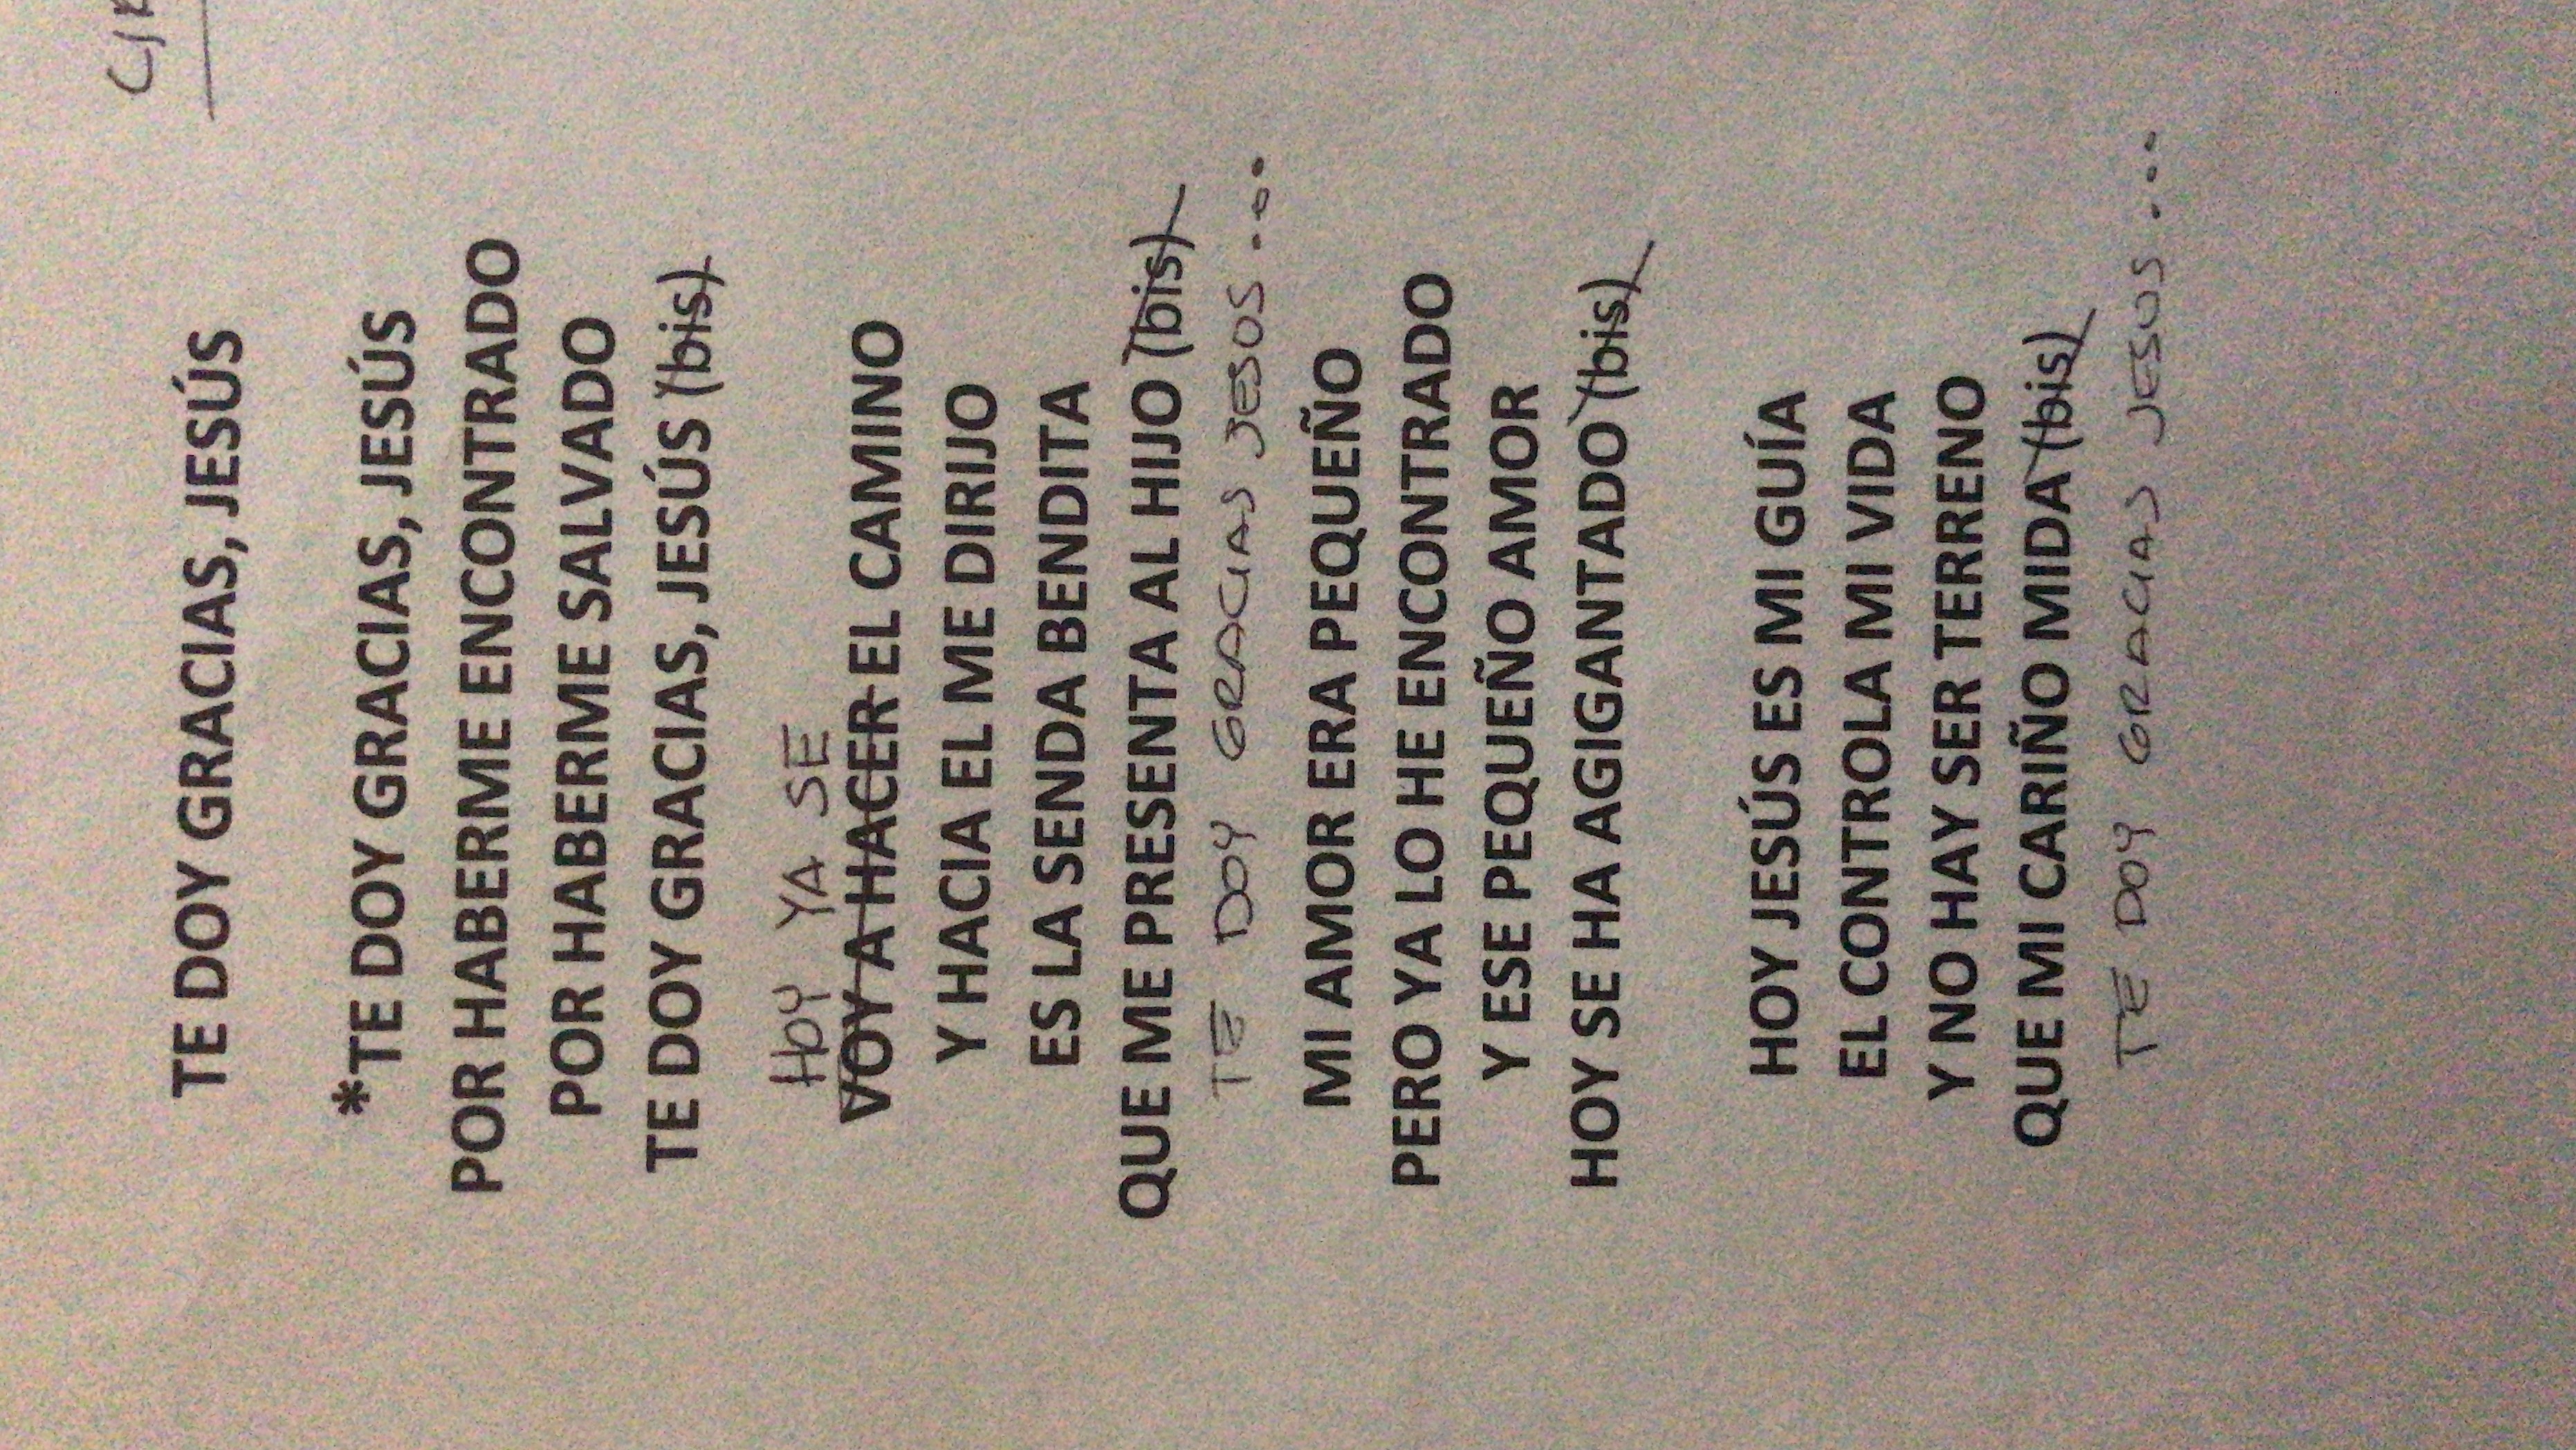 TE DOY GRACIAS, JESÚS
*TE DOY GRACIAS, JESÚS
POR HABERME ENCONTRADO
POR HABERME SALVADO
TE DOY GRACIAS, JESÚS (bis)
HOY YA SE
VOY A HACER EL CAMINO
Y HACIA EL ME DIRIJO
ES LA SENDA BENDITA
QUE ME PRESENTA AL HIJO (bis)
TE DOY GRACIAS JESUS ...
MI AMOR ERA PEQUEÑO
PERO YA LO HE ENCONTRADO
Y ESE PEQUEÑO AMOR
HOY SE HA AGIGANTADO (bis)
HOY JESÚS ES MI GUÍA
EL CONTROLA MI VIDA
Y NO HAY SER TERRENO
QUE MI CARIÑO MIDA (bis)
TE DOY GRACIAS JESUS ...